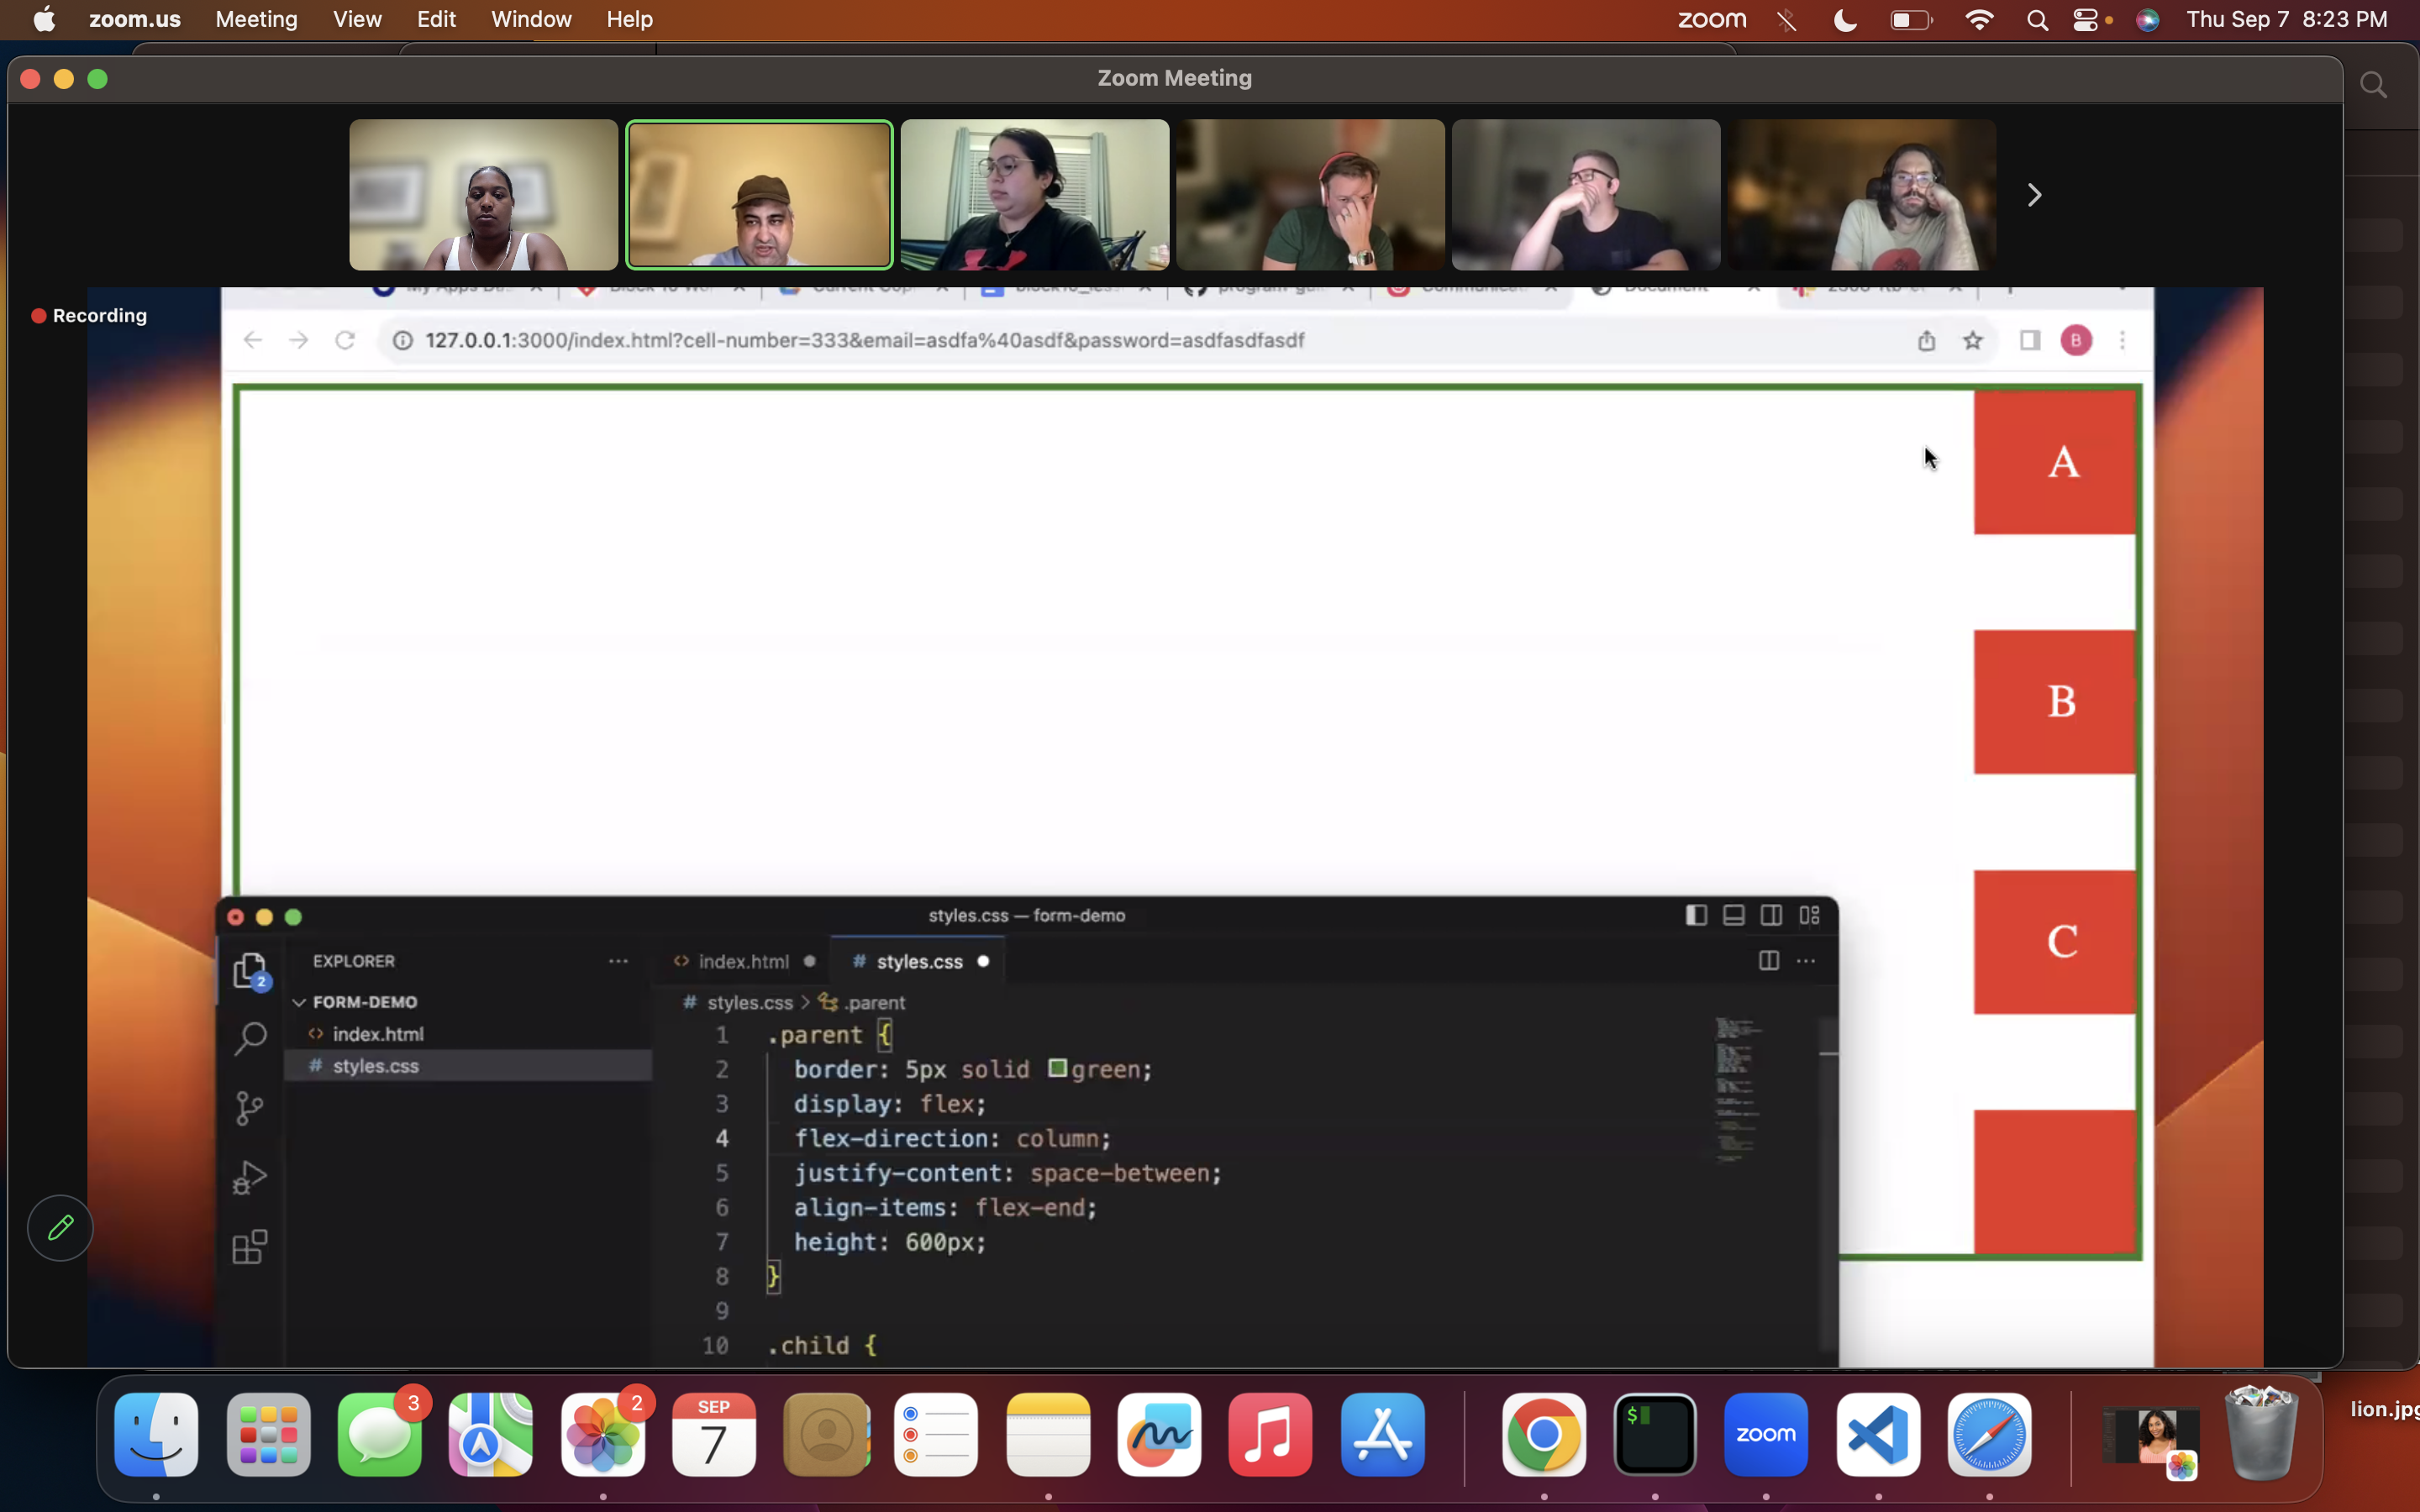 zoom.us Meeting View Edit Window Help zoom Thu Sep 7 8:23 PM
Zoom Meeting
Recording
127.0.0.1:3000/index.html?cell-number=333&email=asdfa%40asdf&password=asdfasdfasdf
B
A
B
C
styles.css — form-demo
EXPLORER ··· <> index.html # styles.css ···
2
FORM-DEMO # styles.css > .parent
<> index.html
# styles.css
1 .parent {
2 border: 5px solid green;
3 display: flex;
4 flex-direction: column;
5 justify-content: space-between;
6 align-items: flex-end;
7 height: 600px;
8 }
9
10 .child {
3 2 SEP
7 $ zoom
lion.jpg